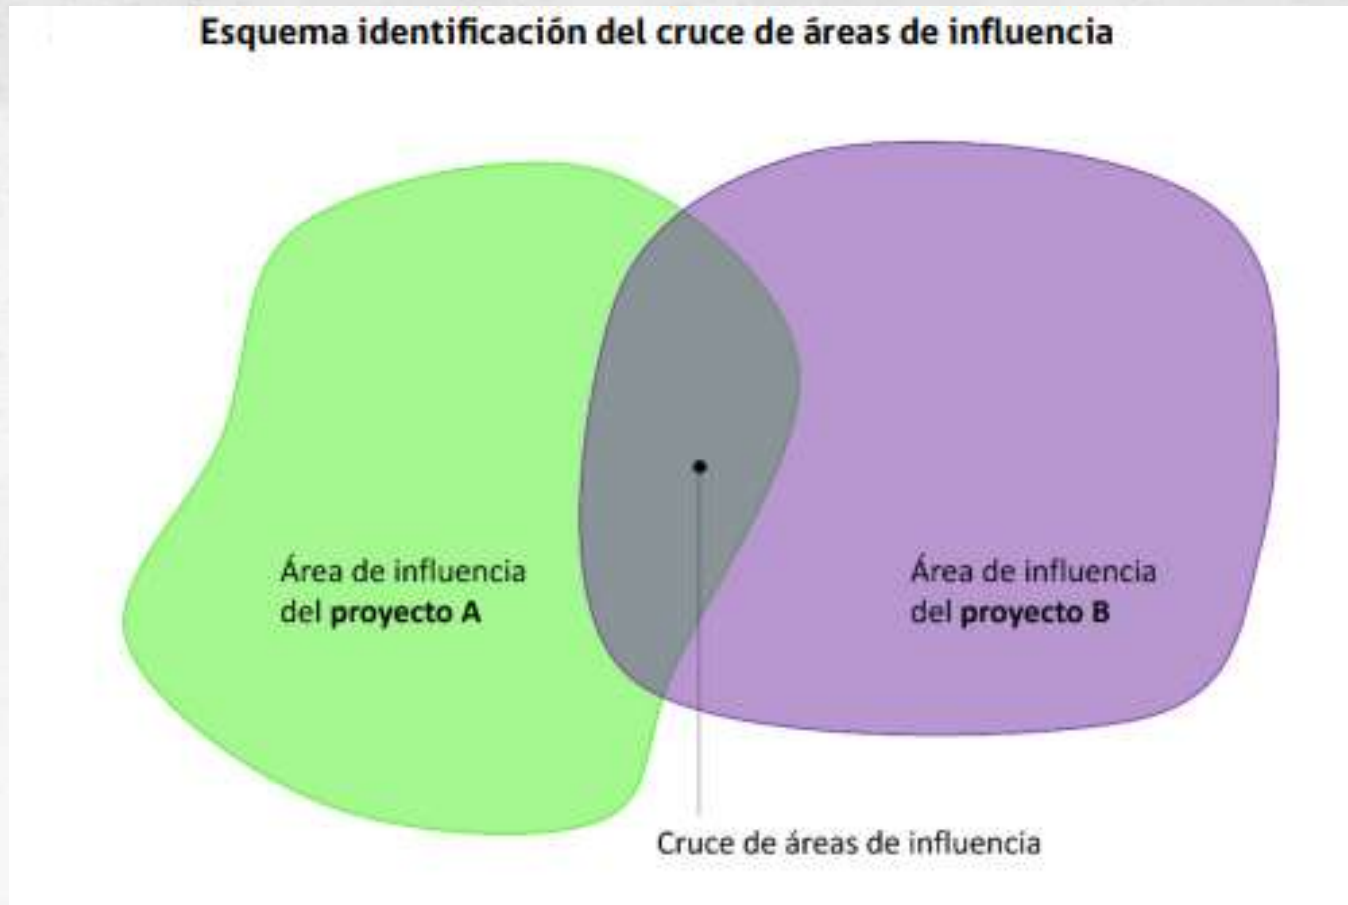 Esquema identificación del cruce de áreas de influencia
Área de influencia
del proyecto A
Área de influencia
del proyecto B
Cruce de áreas de influencia